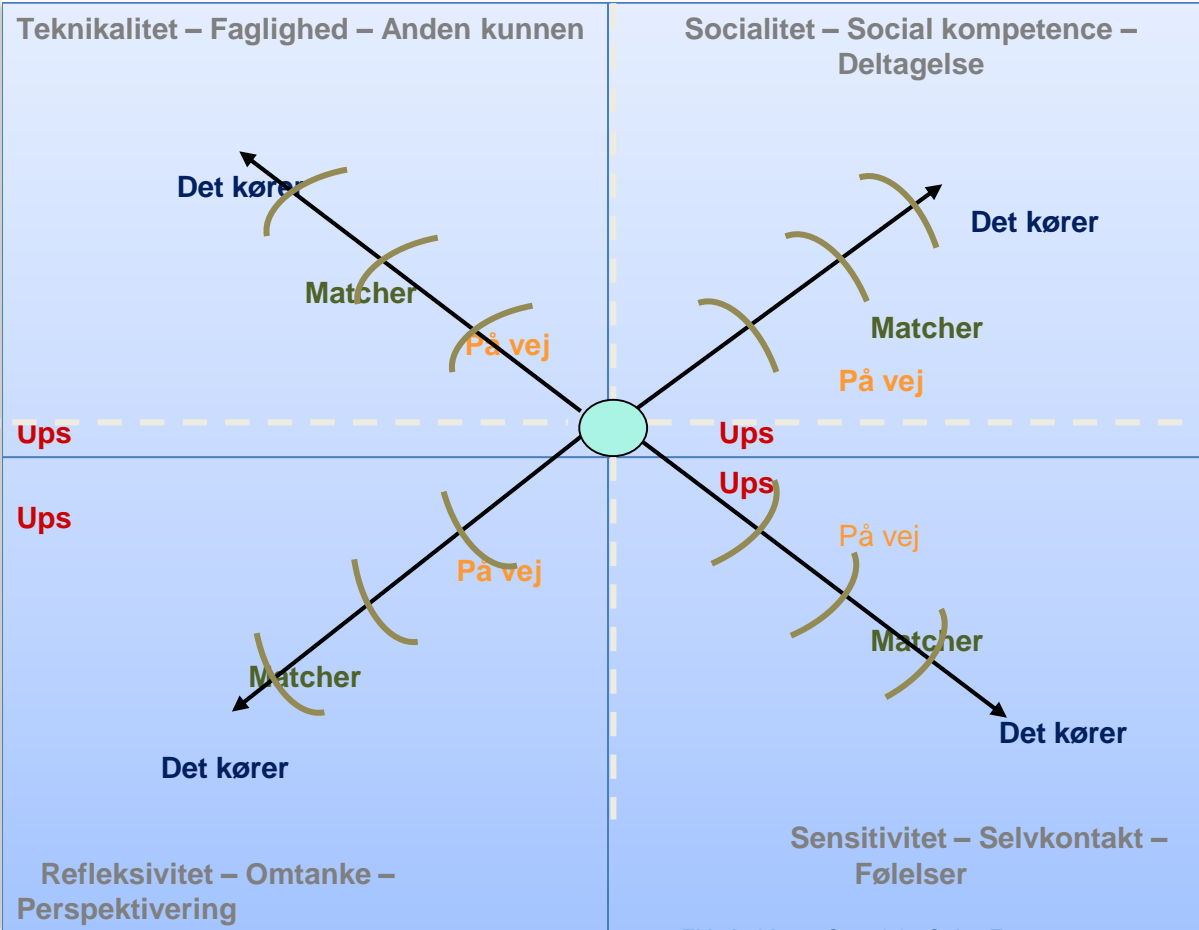 Teknikalitet – Faglighed – Anden kunnen
Socialitet – Social kompetence –
Deltagelse
Det kører
Matcher
På vej
Ups
Det kører
Matcher
På vej
Ups
Ups
På vej
Matcher
Det kører
Refleksivitet – Omtanke –
Perspektivering
Ups
På vej
Matcher
Det kører
Sensitivitet – Selvkontakt –
Følelser